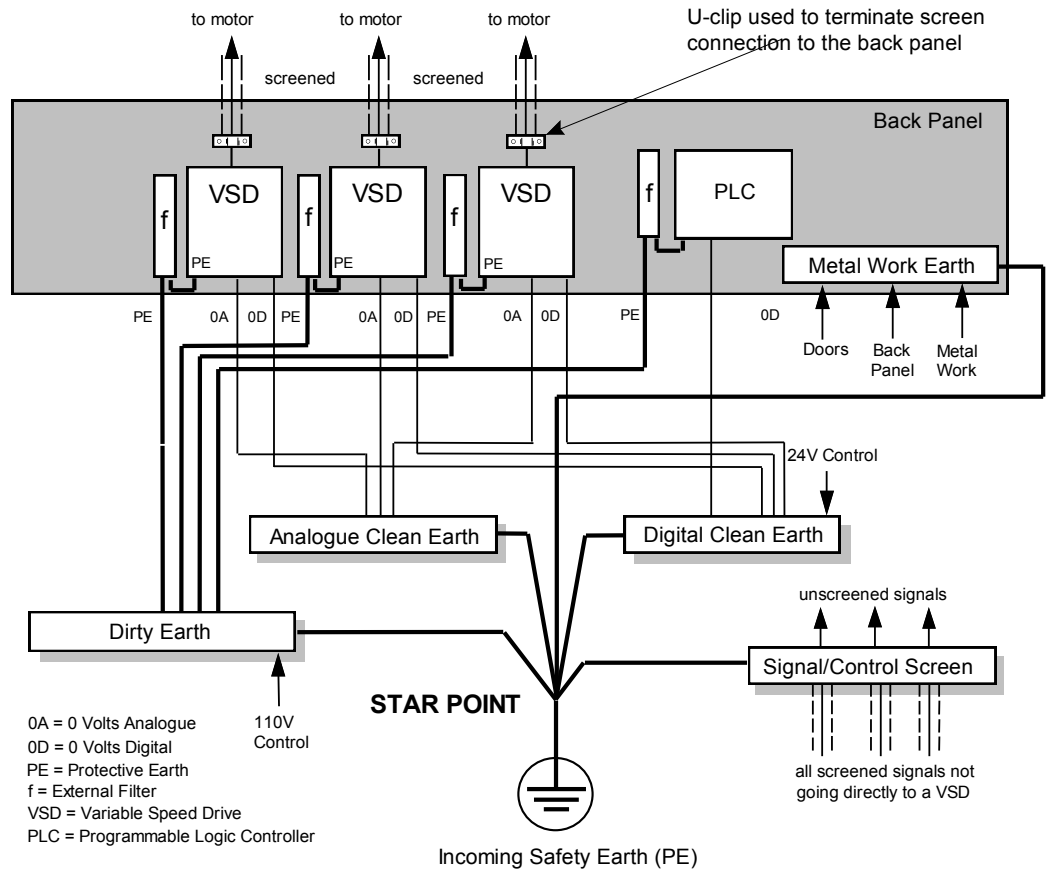 to motor
to motor
to motor
U-clip used to terminate screen
connection to the back panel
screened
screened
Back Panel
VSD
VSD
VSD
PLC
f
f
f
f
PE
PE
PE
Metal Work Earth
PE
0A
0D
PE
0A
0D
PE
0A
0D
PE
0D
Doors
Back
Panel
Metal
Work
24V Control
Analogue Clean Earth
Digital Clean Earth
unscreened signals
Dirty Earth
Signal/Control Screen
STAR POINT
110V
Control
0A = 0 Volts Analogue
0D = 0 Volts Digital
PE = Protective Earth
f = External Filter
VSD = Variable Speed Drive
PLC = Programmable Logic Controller
all screened signals not
going directly to a VSD
Incoming Safety Earth (PE)